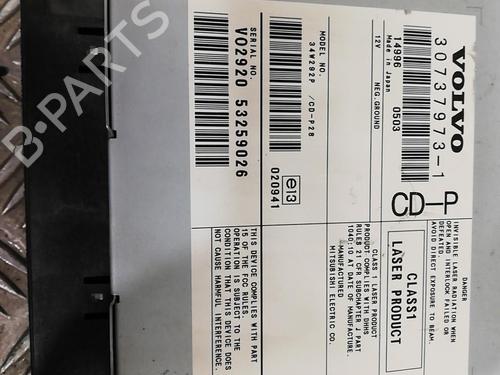 VOLVO
30737973-1
14996 0503
Made in Japan
12V NEG.GROUND
MODEL NO.
34W292P /CD-P28
SERIAL NO.
V02920 53259026
e13
020941
CD-P
CLASS1
LASER PRODUCT
DANGER
INVISIBLE LASER RADIATION WHEN
OPEN AND INTERLOCK FAILED OR
DEFEATED.
AVOID DIRECT EXPOSURE TO BEAM.
CLASS 1 LASER PRODUCT
PRODUCT COMPLIES WITH DHHS
RULES 21 CFR SUBCHAPTER J PART
1040:10 AT DATE OF MANUFACTURE.
MANUFACTURED
MITSUBISHI ELECTRIC CO.
THIS DEVICE COMPLIES WITH PART
15 OF THE FCC RULES.
OPERATION IS SUBJECT TO THE
CONDITION THAT THIS DEVICE DOES
NOT CAUSE HARMFUL INTERFERENCE.
B-PARTS